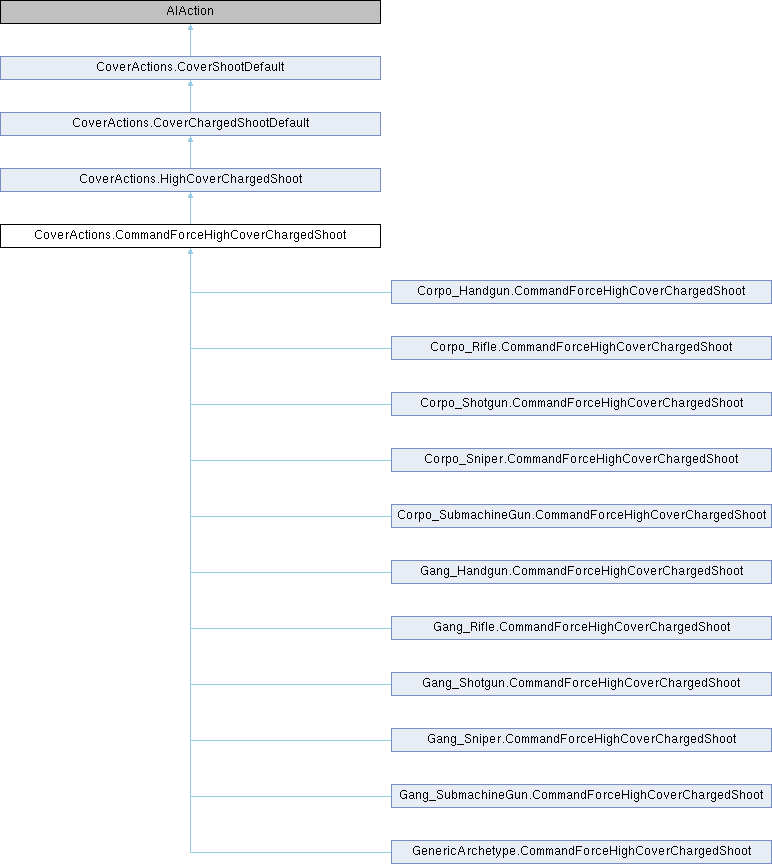 AIAction
CoverActions.CoverShootDefault
CoverActions.CoverChargedShootDefault
CoverActions.HighCoverChargedShoot
CoverActions.CommandForceHighCoverChargedShoot
Corpo_Handgun.CommandForceHighCoverChargedShoot
Corpo_Rifle.CommandForceHighCoverChargedShoot
Corpo_Shotgun.CommandForceHighCoverChargedShoot
Corpo_Sniper.CommandForceHighCoverChargedShoot
Corpo_SubmachineGun.CommandForceHighCoverChargedShoot
Gang_Handgun.CommandForceHighCoverChargedShoot
Gang_Rifle.CommandForceHighCoverChargedShoot
Gang_Shotgun.CommandForceHighCoverChargedShoot
Gang_Sniper.CommandForceHighCoverChargedShoot
Gang_SubmachineGun.CommandForceHighCoverChargedShoot
GenericArchetype.CommandForceHighCoverChargedShoot